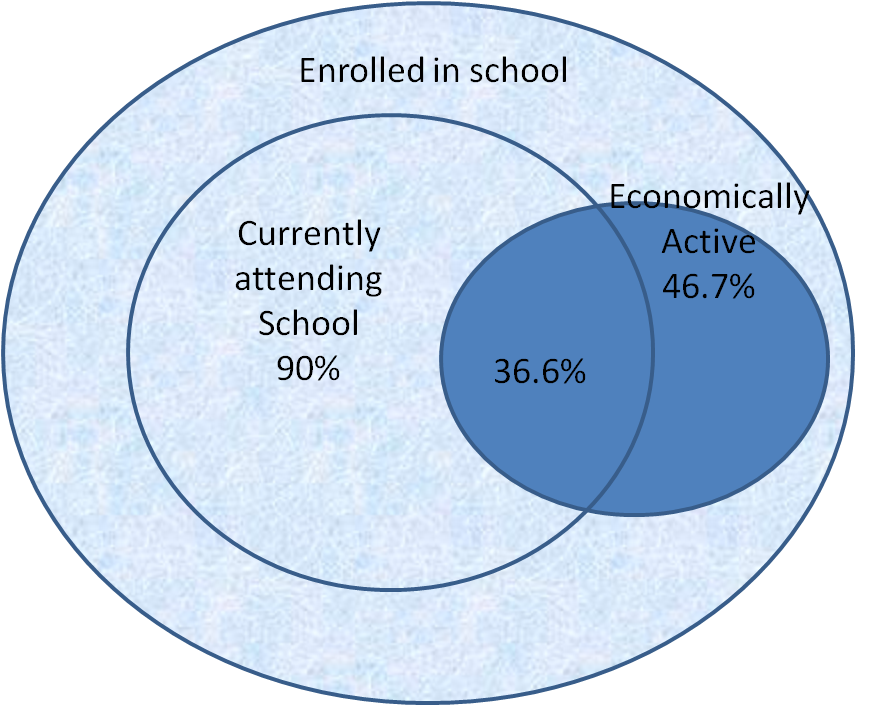 Enrolled in school
Economically
Active
46.7%
Currently
attending
School
90%
36.6%